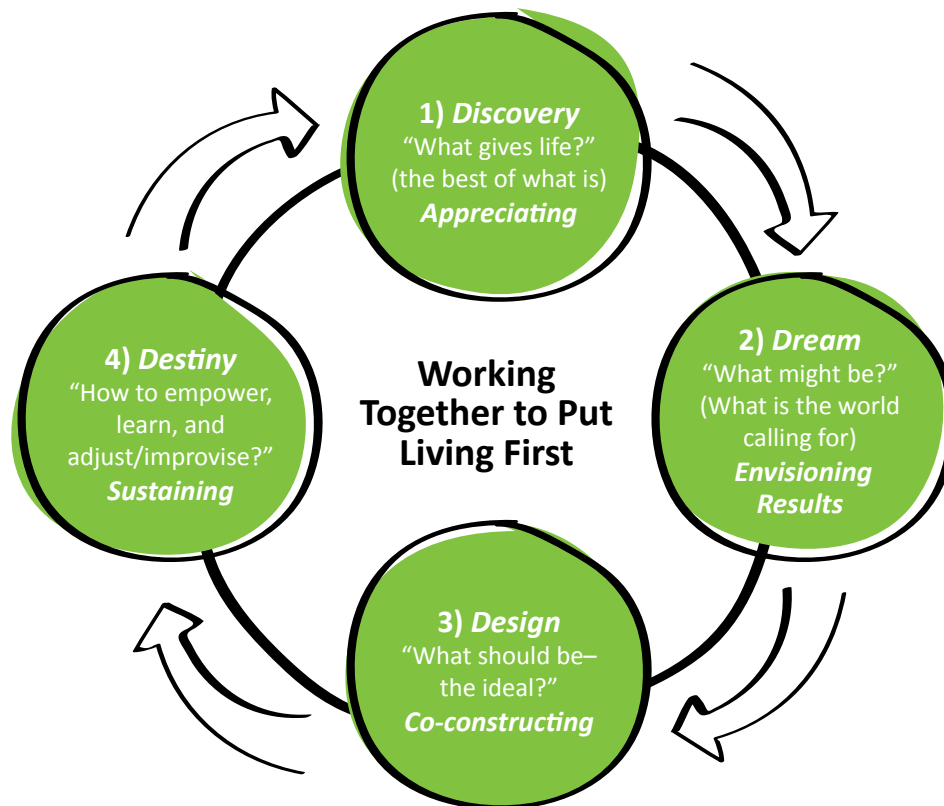 1) Discovery
“What gives life?”
(the best of what is)
Appreciating
2) Dream
“What might be?”
(What is the world
calling for)
Envisioning
Results
3) Design
“What should be–
the ideal?”
Co-constructing
4) Destiny
“How to empower,
learn, and
adjust/improvise?”
Sustaining
Working
Together to Put
Living First